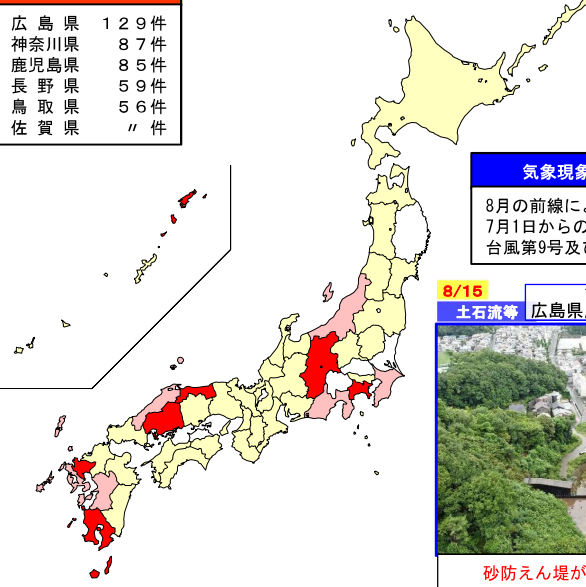 広島県 129件
神奈川県 87件
鹿児島県 85件
長野県 59件
鳥取県 56件
佐賀県 〃件
気象現象
8月の前線によ
7月1日からの
台風第9号及び
8/15
土石流等
広島県
砂防えん堤が